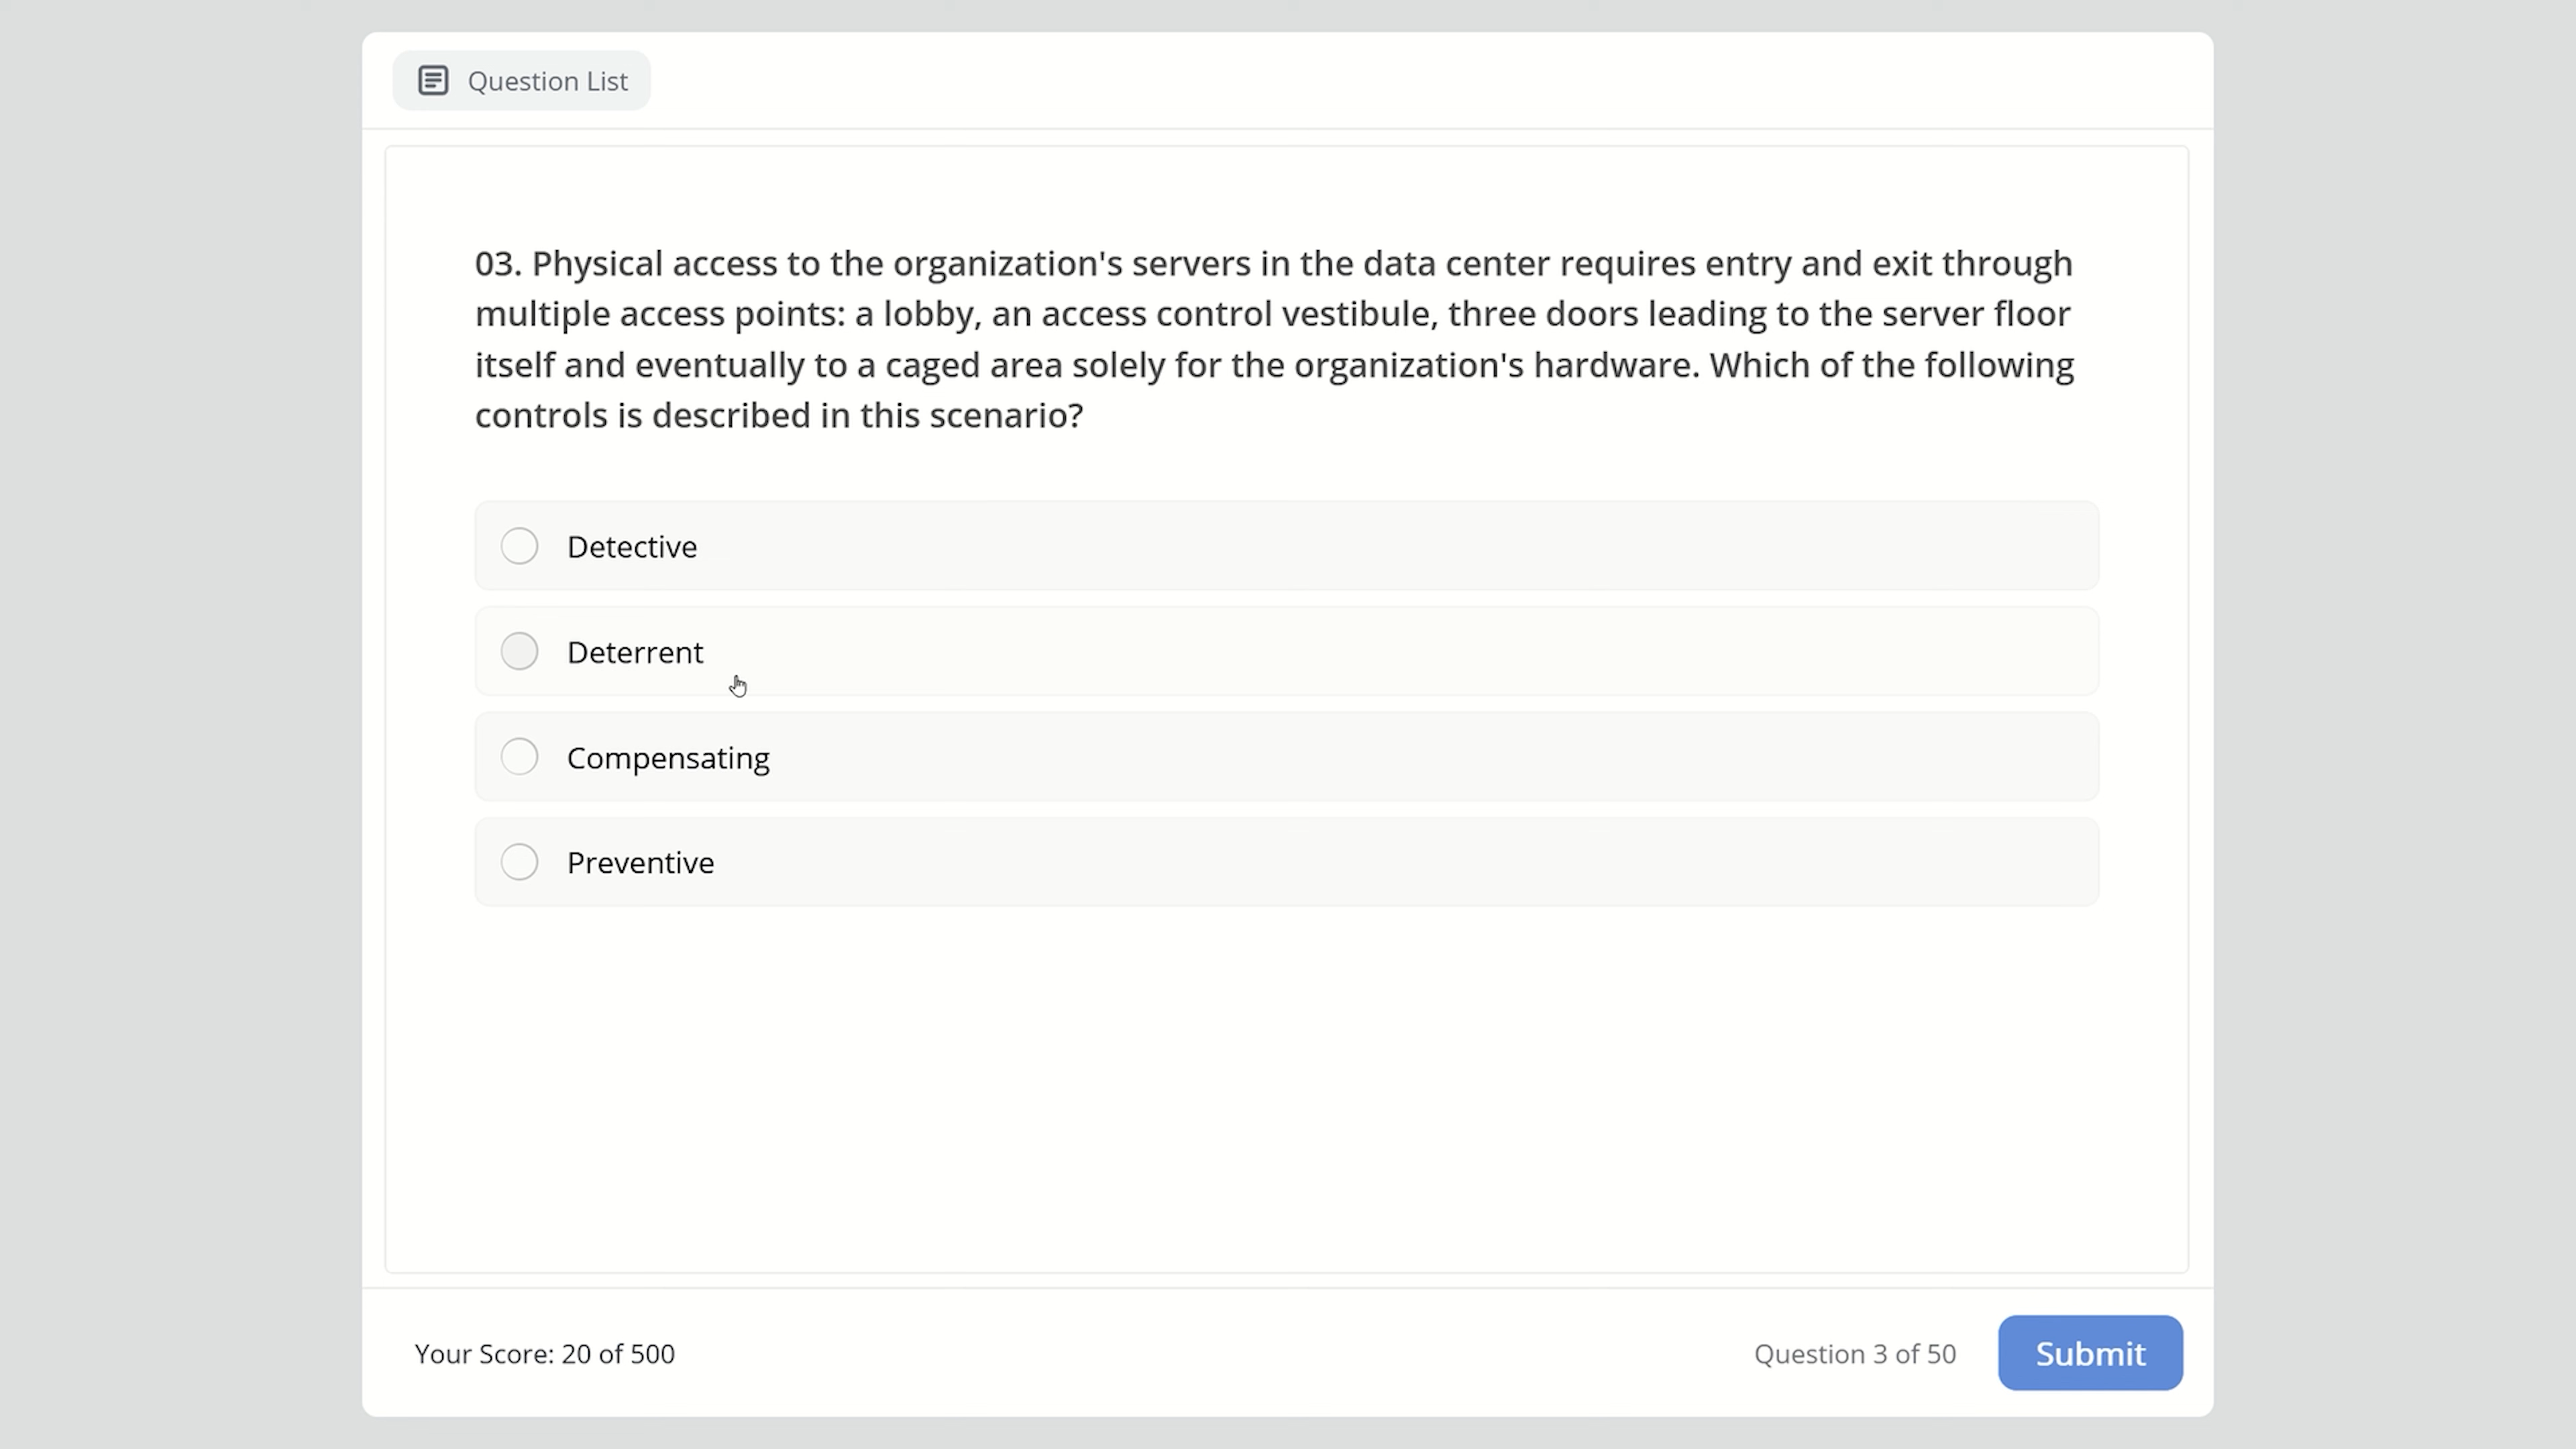 Question List
03. Physical access to the organization's servers in the data center requires entry and exit through
multiple access points: a lobby, an access control vestibule, three doors leading to the server floor
itself and eventually to a caged area solely for the organization's hardware. Which of the following
controls is described in this scenario?
Detective
Deterrent
Compensating
Preventive
Your Score: 20 of 500
Question 3 of 50
Submit